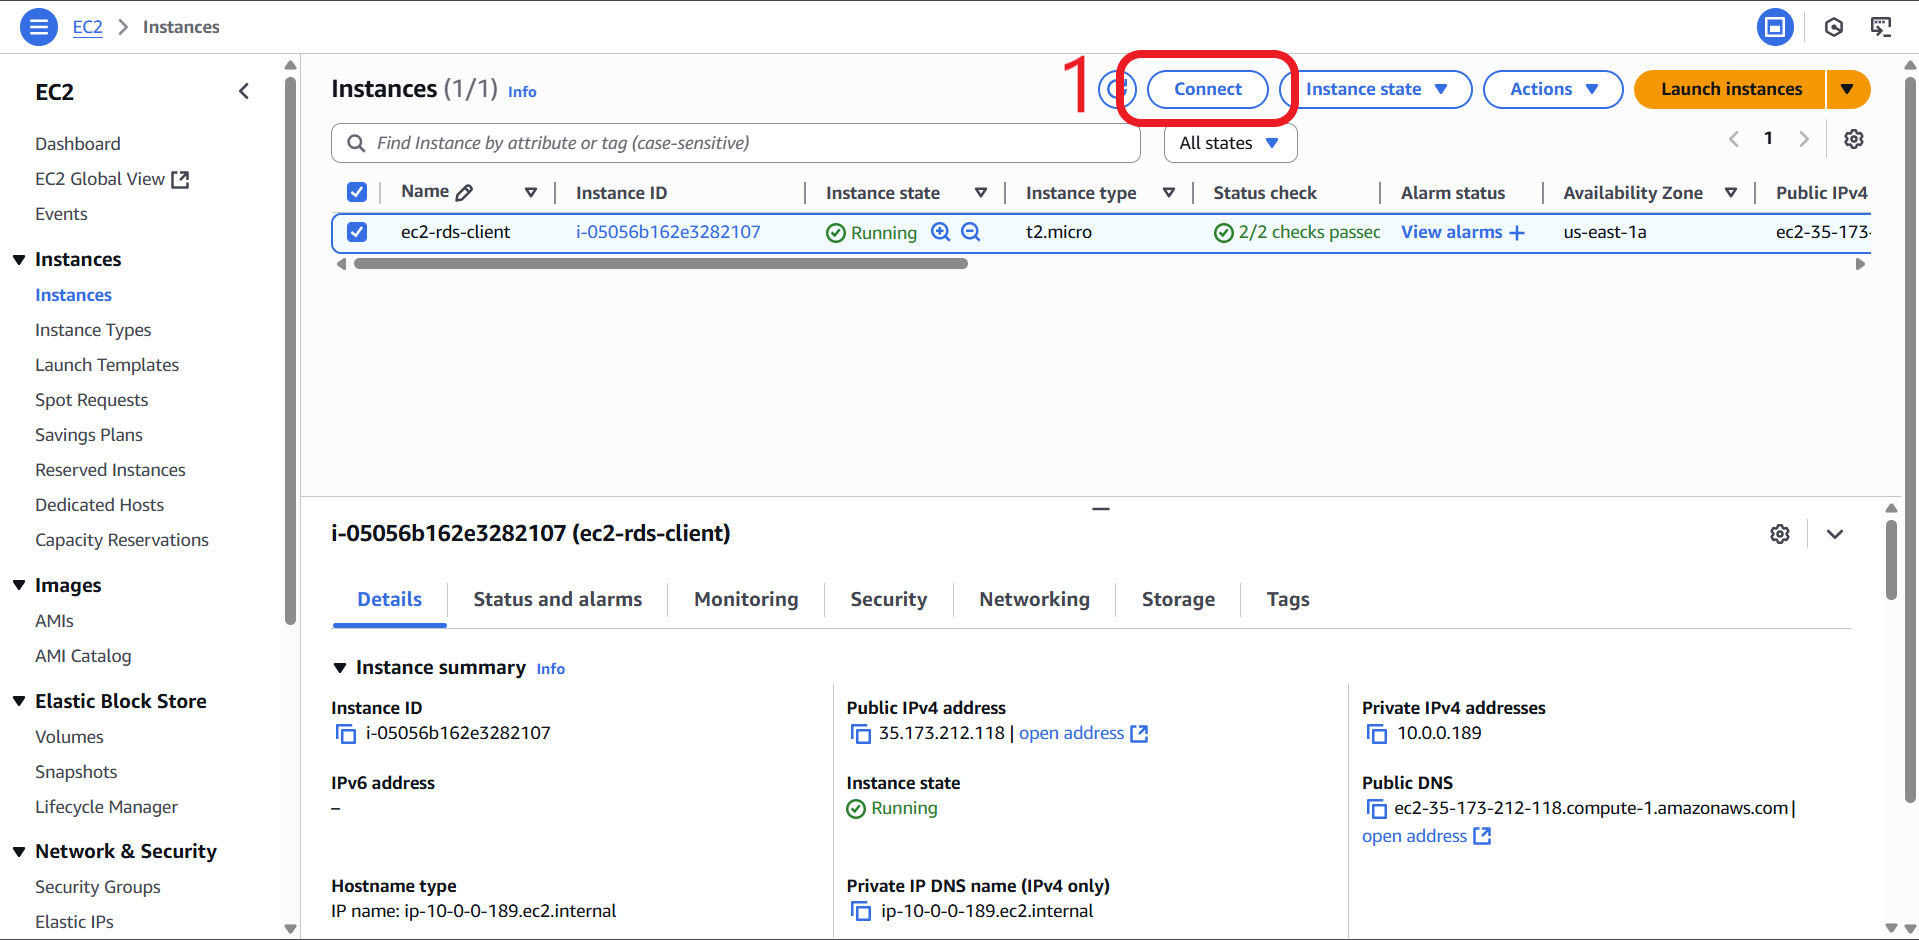 EC2 > Instances
EC2
Dashboard
EC2 Global View
Events
Instances
Instances
Instance Types
Launch Templates
Spot Requests
Savings Plans
Reserved Instances
Dedicated Hosts
Capacity Reservations
Images
AMIs
AMI Catalog
Elastic Block Store
Volumes
Snapshots
Lifecycle Manager
Network & Security
Security Groups
Elastic IPs
Instances (1/1) Info
1
Connect
Instance state
Actions
Launch instances
Find Instance by attribute or tag (case-sensitive)
All states
1
Name Instance ID Instance state Instance type Status check Alarm status Availability Zone Public IPv4
ec2-rds-client i-05056b162e3282107 Running t2.micro 2/2 checks passec View alarms + us-east-1a ec2-35-173-
i-05056b162e3282107 (ec2-rds-client)
Details Status and alarms Monitoring Security Networking Storage Tags
Instance summary Info
Instance ID
i-05056b162e3282107
Public IPv4 address
35.173.212.118 | open address
Private IPv4 addresses
10.0.0.189
IPv6 address
–
Instance state
Running
Public DNS
ec2-35-173-212-118.compute-1.amazonaws.com |
open address
Hostname type
IP name: ip-10-0-0-189.ec2.internal
Private IP DNS name (IPv4 only)
ip-10-0-0-189.ec2.internal